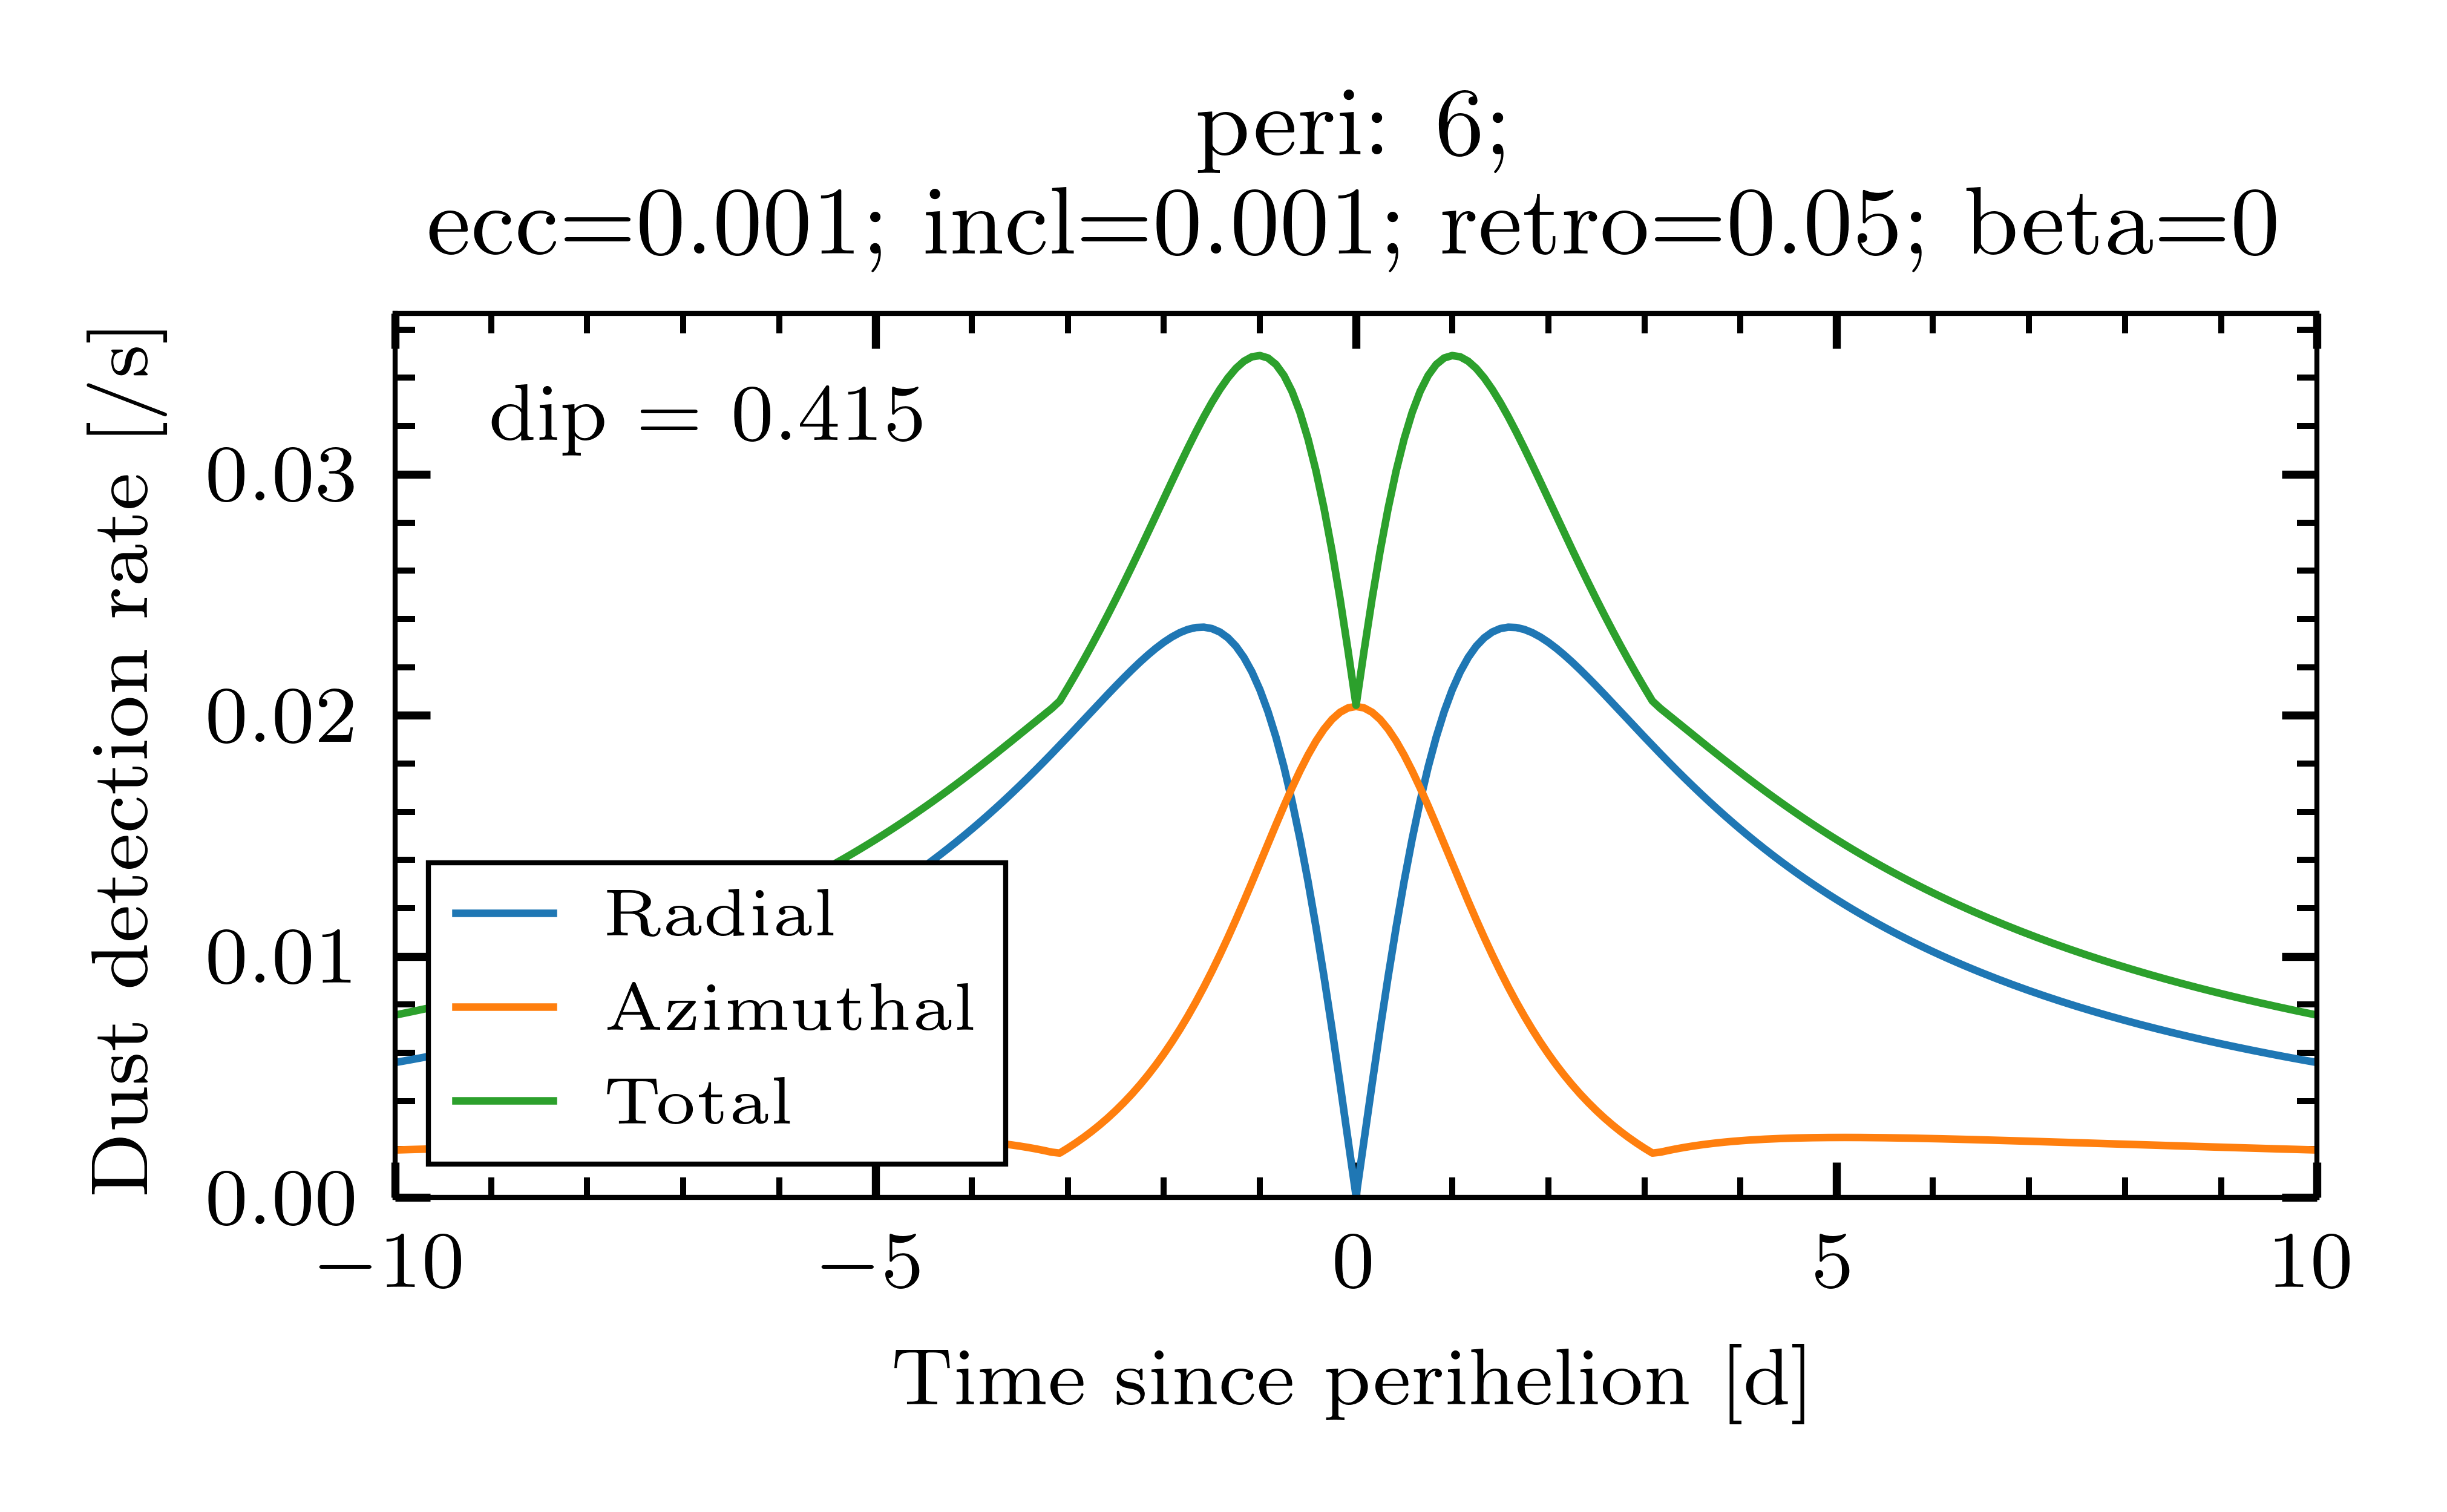 peri: 6;
ecc=0.001; incl=0.001; retro=0.05; beta=0
dip = 0.415
Dust detection rate [/s]
0.03
0.02
0.01
0.00
Radial
Azimuthal
Total
−10
−5
0
5
10
Time since perihelion [d]